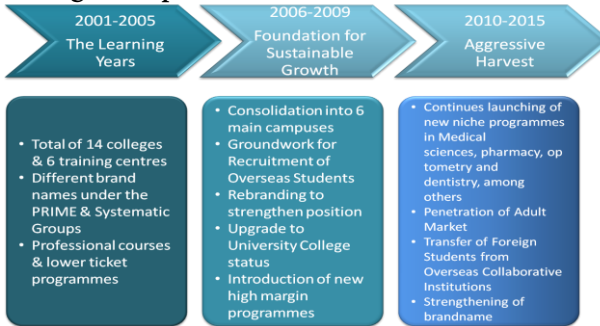 2001-2005
The Learning
Years
2006-2009
Foundation for
Sustainable
Growth
2010-2015
Aggressive
Harvest
• Total of 14 colleges
& 6 training centres
• Different brand
names under the
PRIME & Systematic
Groups
• Professional courses
& lower ticket
programmes
• Consolidation into 6
main campuses
• Groundwork for
Recruitment of
Overseas Students
• Rebranding to
strengthen position
• Upgrade to
University College
status
• Introduction of new
high margin
programmes
• Continues launching of
new niche programmes
in Medical
sciences, pharmacy, op
tometry and
dentistry, among
others
• Penetration of Adult
Market
• Transfer of Foreign
Students from
Overseas Collaborative
Institutions
• Strengthening of
brandname